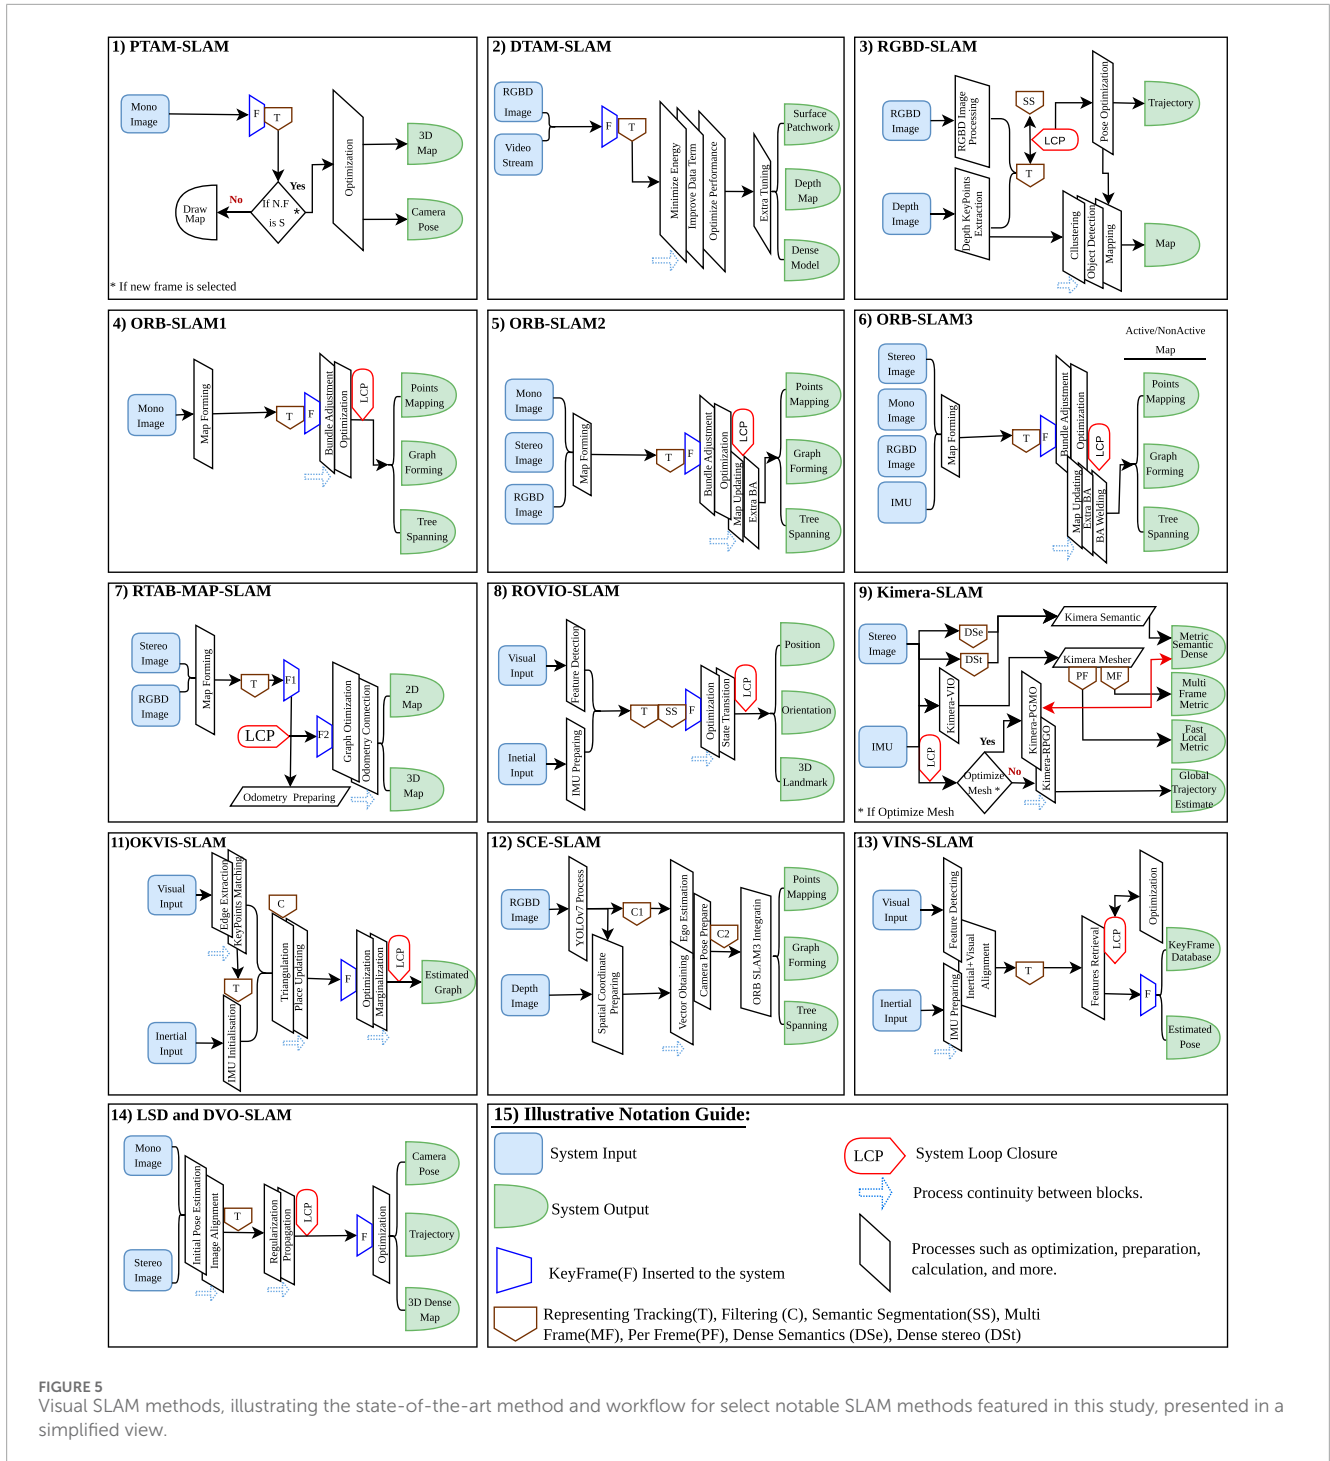 1) PTAM-SLAM
Mono
Image
F
T
No
Yes
Draw
Map
If N.F
is S
*
Optimization
3D
Map
Camera
Pose
* If new frame is selected
2) DTAM-SLAM
RGBD
Image
Video
Stream
F
T
Minimize Energy
Improve Data Term
Optimize Performance
Extra Tuning
Surface
Patchwork
Depth
Map
Dense
Model
3) RGBD-SLAM
RGBD
Image
Depth
Image
RGBD Image
Processing
Depth KeyPoints
Extraction
SS
LCP
T
Pose Optimization
Cllustering
Object Detection
Mapping
Trajectory
Map
4) ORB-SLAM1
Mono
Image
Map Forming
T
F
Bundle Adjustment
Optimization
LCP
Points
Mapping
Graph
Forming
Tree
Spanning
5) ORB-SLAM2
Mono
Image
Stereo
Image
RGBD
Image
Map Forming
T
F
Bundle Adjustment
Optimization
Map Updating
Extra BA
LCP
Points
Mapping
Graph
Forming
Tree
Spanning
6) ORB-SLAM3
Active/NonActive
Map
Stereo
Image
Mono
Image
RGBD
Image
IMU
Map Forming
T
F
Bundle Adjustment
Optimization
Map Updating
Extra BA
BA Welding
LCP
Points
Mapping
Graph
Forming
Tree
Spanning
7) RTAB-MAP-SLAM
Stereo
Image
RGBD
Image
Map Forming
T
F1
LCP
F2
Odometry Preparing
Graph Otimization
Odometry Connection
2D
Map
3D
Map
8) ROVIO-SLAM
Visual
Input
Inetial
Input
Feature Detection
IMU Preparing
T
SS
F
Optimization
State Transition
LCP
Position
Orientation
3D
Landmark
9) Kimera-SLAM
Stereo
Image
IMU
DSe
DSt
Kimera-VIO
LCP
Kimera Semantic
Kimera Mesher
PF
MF
Yes
No
Optimize
Mesh *
Kimera-PGMO
Kimera-RPGO
Metric
Semantic
Dense
Multi
Frame
Metric
Fast
Local
Metric
Global
Trajectory
Estimate
* If Optimize Mesh
11)OKVIS-SLAM
Visual
Input
Inertial
Input
Edge Extraction
KeyPoints Matching
T
IMU Initialisation
C
Triangulation
Place Updating
F
Optimization
Marginalization
LCP
Estimated
Graph
12) SCE-SLAM
RGBD
Image
Depth
Image
YOLOv7 Process
Spatial Coordinate
Preparing
C1
Ego Estimation
Vector Obtaining
Camera Pose Prepare
C2
ORB SLAM3 Integratin
Points
Mapping
Graph
Forming
Tree
Spanning
13) VINS-SLAM
Visual
Input
Inertial
Input
Feature Detecting
IMU Preparing
Inertial+Visual
Alignment
T
Features Retrieval
LCP
Optimization
F
KeyFrame
Database
Estimated
Pose
14) LSD and DVO-SLAM
Mono
Image
Stereo
Image
Initial Pose Estimation
Image Alignment
T
Regularization
Propagation
LCP
F
Optimization
Camera
Pose
Trajectory
3D Dense
Map
15) Illustrative Notation Guide:
System Input
System Output
KeyFrame(F) Inserted to the system
LCP
System Loop Closure
Process continuity between blocks.
Processes such as optimization, preparation,
calculation, and more.
Representing Tracking(T), Filtering (C), Semantic Segmentation(SS), Multi
Frame(MF), Per Freme(PF), Dense Semantics (DSe), Dense stereo (DSt)
FIGURE 5
Visual SLAM methods, illustrating the state-of-the-art method and workflow for select notable SLAM methods featured in this study, presented in a
simplified view.